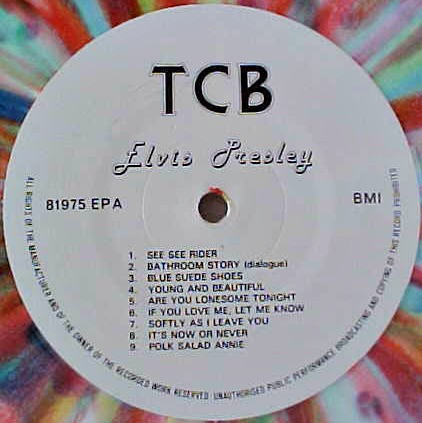 TCB
Elvis Presley
81975 EPA
BMI
1. SEE SEE RIDER
2. BATHROOM STORY (dialogue)
3. BLUE SUEDE SHOES
4. YOUNG AND BEAUTIFUL
5. ARE YOU LONESOME TONIGHT
6. IF YOU LOVE ME, LET ME KNOW
7. SOFTLY AS I LEAVE YOU
8. IT'S NOW OR NEVER
9. POLK SALAD ANNIE
ALL RIGHTS OF THE MANUFACTURED AND OF THE OWNER OF THE RECORDED WORK RESERVED UNAUTHORISED PUBLIC PERFORMANCE BROADCASTING AND COPYING OF THIS RECORD PROHIBITED